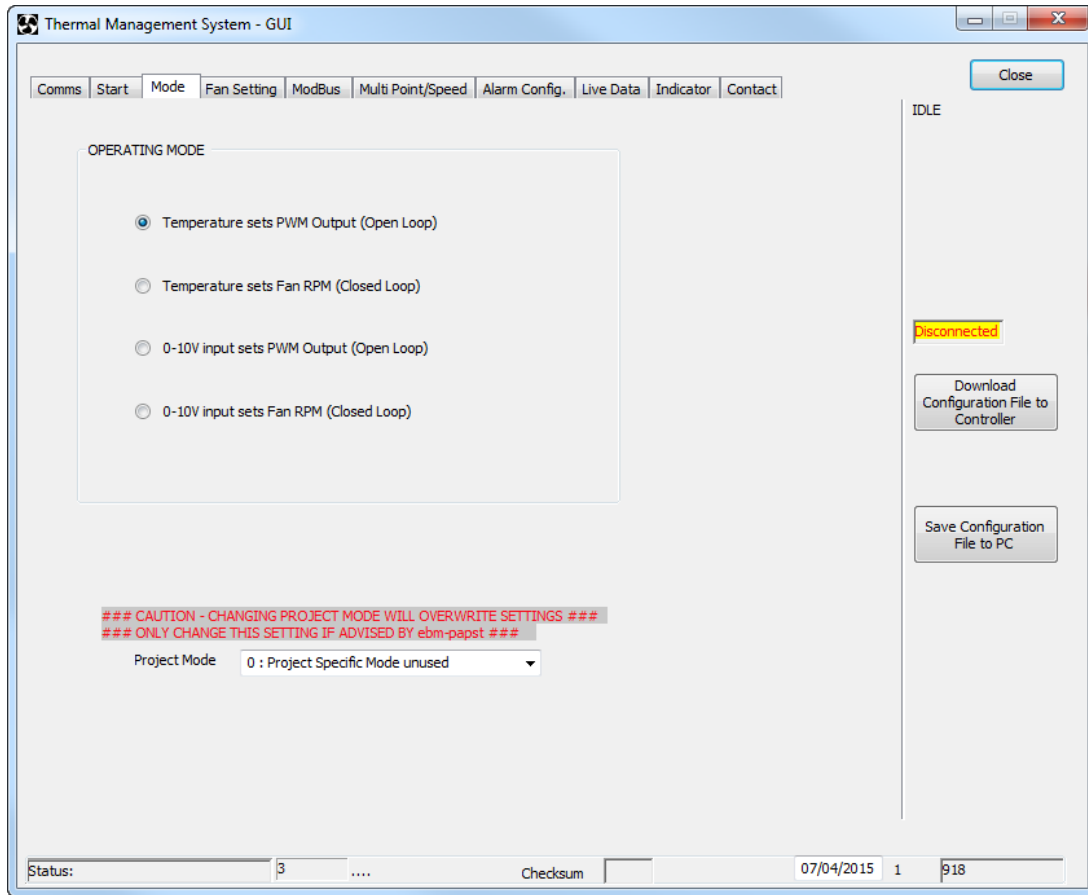 Thermal Management System - GUI
Close
Comms Start Mode Fan Setting ModBus Multi Point/Speed Alarm Config. Live Data Indicator Contact
IDLE
OPERATING MODE
Temperature sets PWM Output (Open Loop)
Temperature sets Fan RPM (Closed Loop)
0-10V input sets PWM Output (Open Loop)
0-10V input sets Fan RPM (Closed Loop)
Disconnected
Download
Configuration File to
Controller
Save Configuration
File to PC
### CAUTION - CHANGING PROJECT MODE WILL OVERWRITE SETTINGS ###
### ONLY CHANGE THIS SETTING IF ADVISED BY ebm-papst ###
Project Mode 0 : Project Specific Mode unused
Status: 3 .... Checksum 07/04/2015 1 918